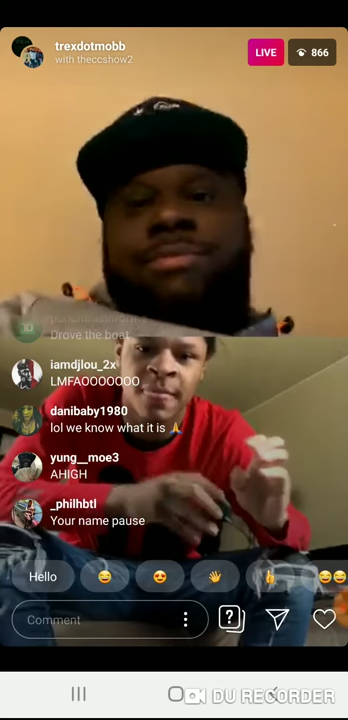 trexdotmobb
with theccshow2
LIVE
866
Drove the boat
iamdjlou_2x
LMFAOOOOOOO
danibaby1980
lol we know what it is 🙏
yung__moe3
AHIGH
_philhbtl
Your name pause
Hello
Comment
DU RECORDER